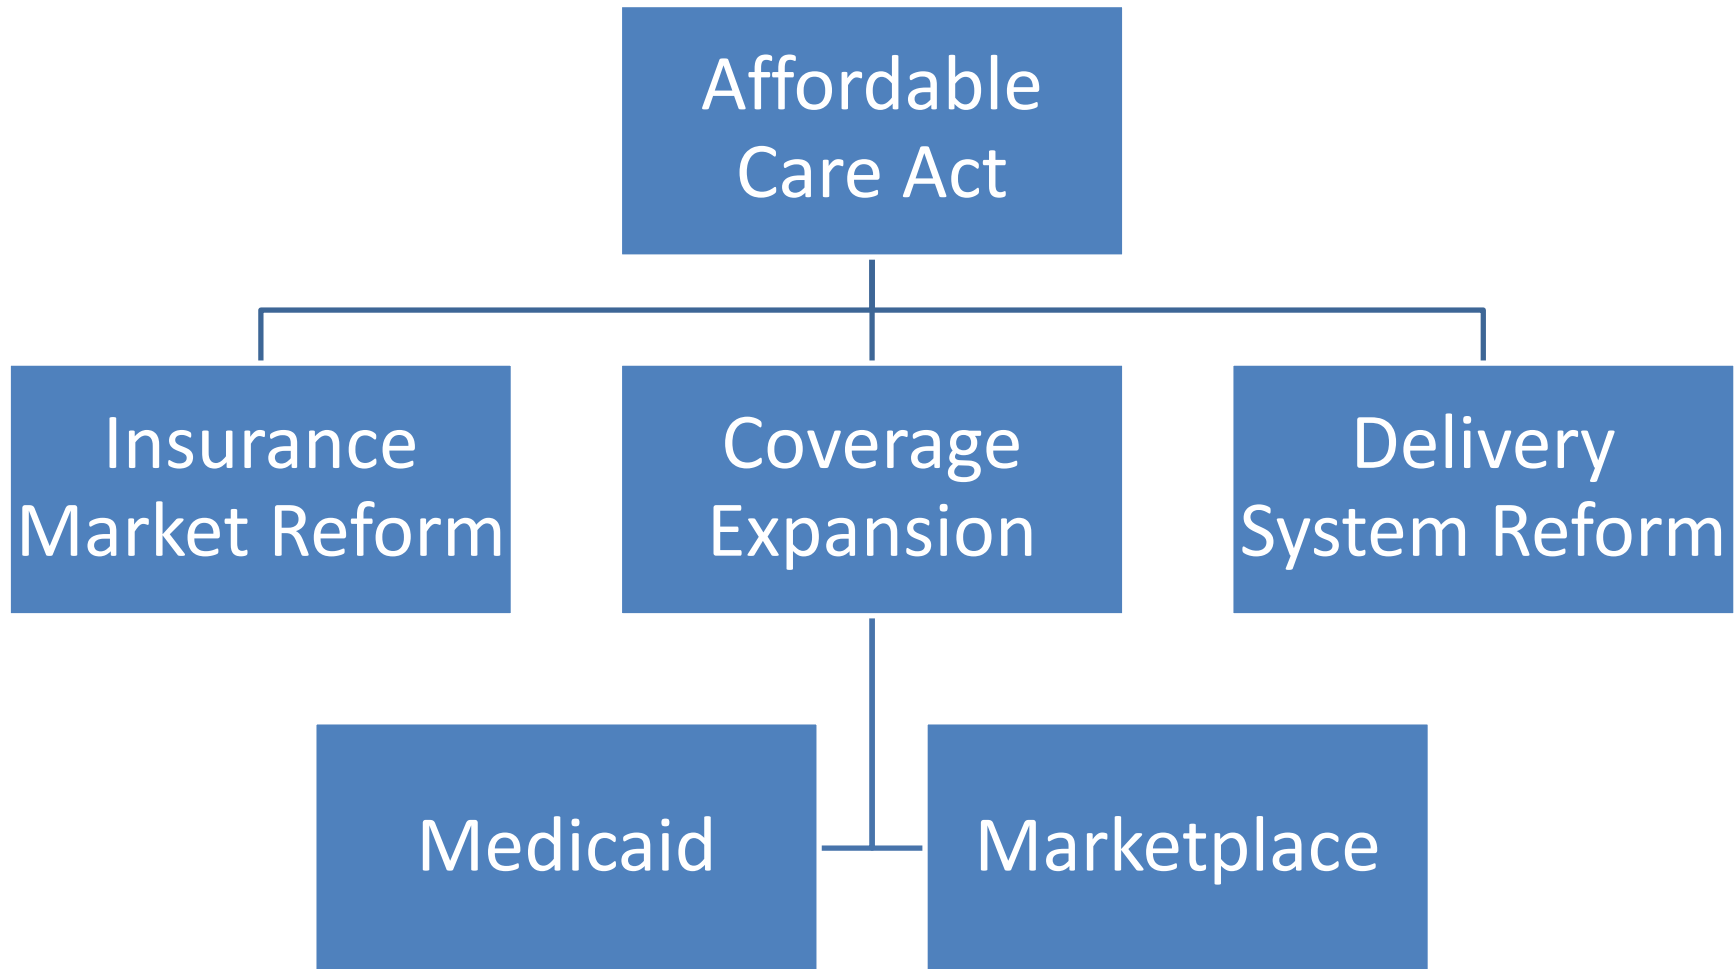 Affordable
Care Act
Insurance
Market Reform
Coverage
Expansion
Delivery
System Reform
Medicaid
Marketplace